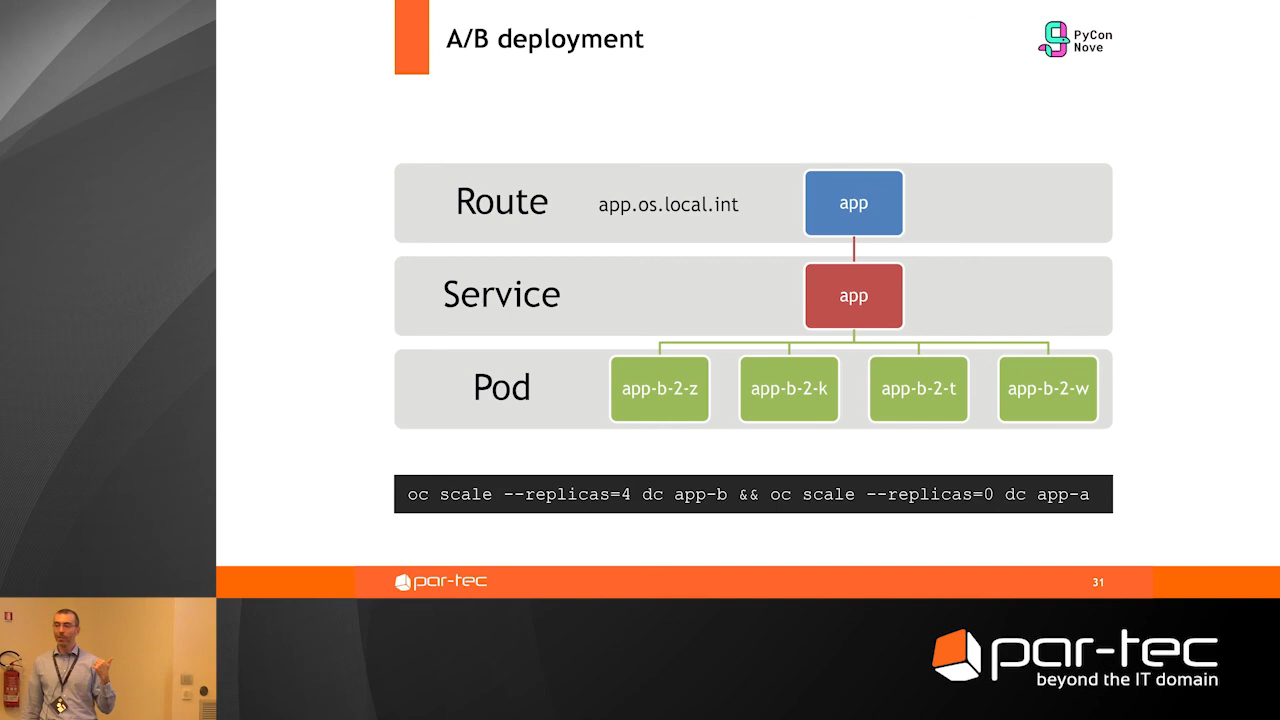 A/B deployment
PyCon
Nove
Route
app.os.local.int
app
Service
app
Pod
app-b-2-z
app-b-2-k
app-b-2-t
app-b-2-w
oc scale --replicas=4 dc app-b && oc scale --replicas=0 dc app-a
par-tec
31
par-tec
beyond the IT domain